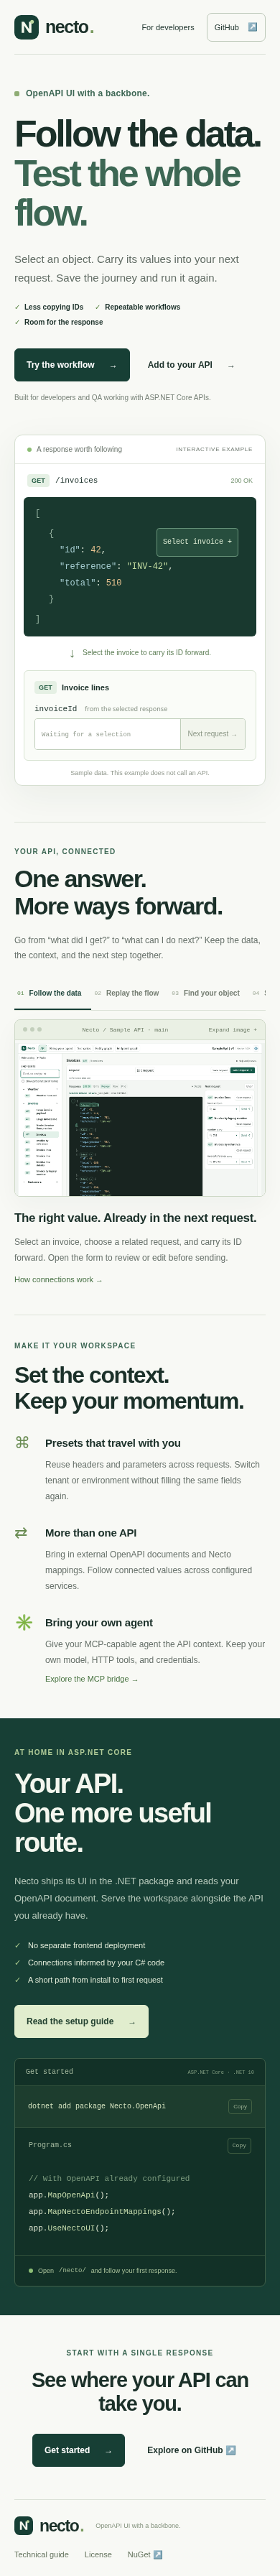 necto.
For developers
GitHub ↗
OpenAPI UI with a backbone.
Follow the data.
Test the whole
flow.
Select an object. Carry its values into your next
request. Save the journey and run it again.
✓ Less copying IDs ✓ Repeatable workflows
✓ Room for the response
Try the workflow →
Add to your API →
Built for developers and QA working with ASP.NET Core APIs.
A response worth following
INTERACTIVE EXAMPLE
GET /invoices
200 OK
[
{
"id": 42,
Select invoice +
"reference": "INV-42",
"total": 510
}
]
↓ Select the invoice to carry its ID forward.
GET Invoice lines
invoiceId from the selected response
Waiting for a selection
Next request →
Sample data. This example does not call an API.
YOUR API, CONNECTED
One answer.
More ways forward.
Go from “what did I get?” to “what can I do next?” Keep the data,
the context, and the next step together.
01 Follow the data
02 Replay the flow
03 Find your object
04
Necto / Sample API · main
Expand image +
The right value. Already in the next request.
Select an invoice, choose a related request, and carry its ID
forward. Open the form to review or edit before sending.
How connections work →
MAKE IT YOUR WORKSPACE
Set the context.
Keep your momentum.
⌘ Presets that travel with you
Reuse headers and parameters across requests. Switch
tenant or environment without filling the same fields
again.
⇄ More than one API
Bring in external OpenAPI documents and Necto
mappings. Follow connected values across configured
services.
✳ Bring your own agent
Give your MCP-capable agent the API context. Keep your
own model, HTTP tools, and credentials.
Explore the MCP bridge →
AT HOME IN ASP.NET CORE
Your API.
One more useful
route.
Necto ships its UI in the .NET package and reads your
OpenAPI document. Serve the workspace alongside the API
you already have.
✓ No separate frontend deployment
✓ Connections informed by your C# code
✓ A short path from install to first request
Read the setup guide →
Get started
ASP.NET Core · .NET 10
dotnet add package Necto.OpenApi
Copy
Program.cs
Copy
// With OpenAPI already configured
app.MapOpenApi();
app.MapNectoEndpointMappings();
app.UseNectoUI();
Open /necto/ and follow your first response.
START WITH A SINGLE RESPONSE
See where your API can
take you.
Get started →
Explore on GitHub ↗
necto.
OpenAPI UI with a backbone.
Technical guide
License
NuGet ↗